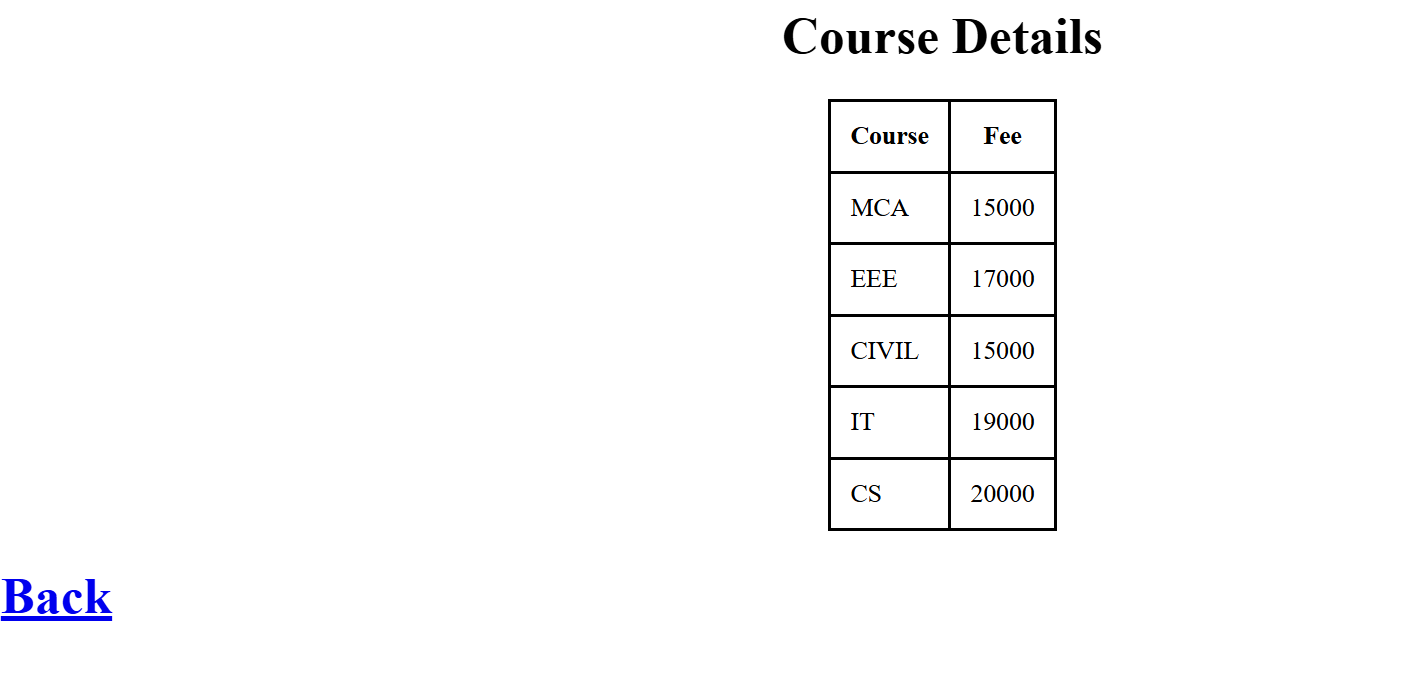 Course Details
Course Fee
MCA 15000
EEE 17000
CIVIL 15000
IT 19000
CS 20000
Back